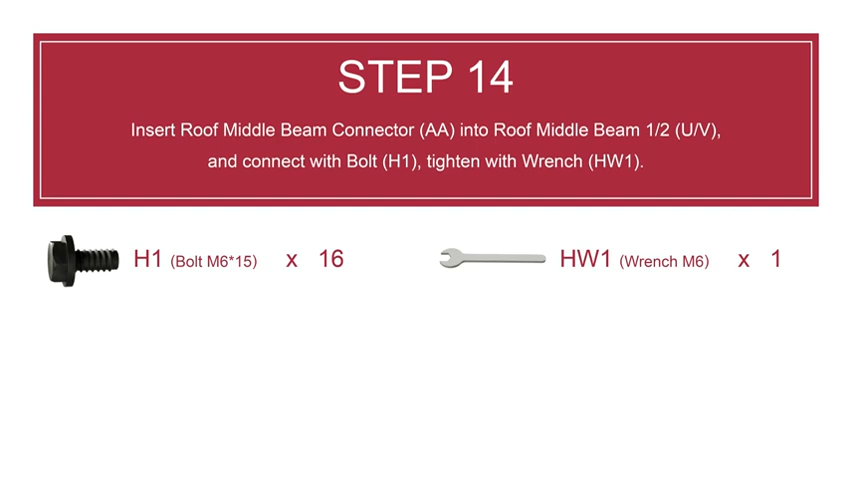 STEP 14
Insert Roof Middle Beam Connector (AA) into Roof Middle Beam 1/2 (U/V),
and connect with Bolt (H1), tighten with Wrench (HW1).
H1 (Bolt M6*15) x 16 HW1 (Wrench M6) x 1